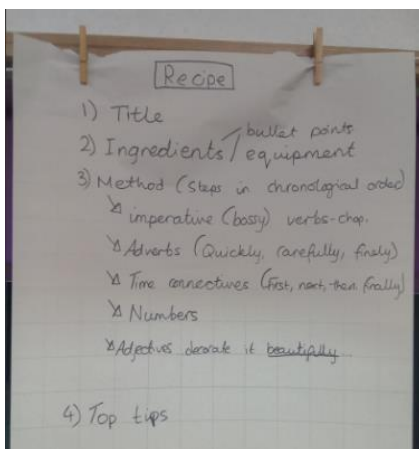 Recipe
1) Title
bullet points
2) Ingredients / equipment
3) Method (Steps in chronological order)
imperative (bossy) verbs-chop.
Adverbs (Quickly, carefully, finely)
Time connectives (first, next, then finally)
Numbers
Adjectives decorate it beautifully
4) Top tips